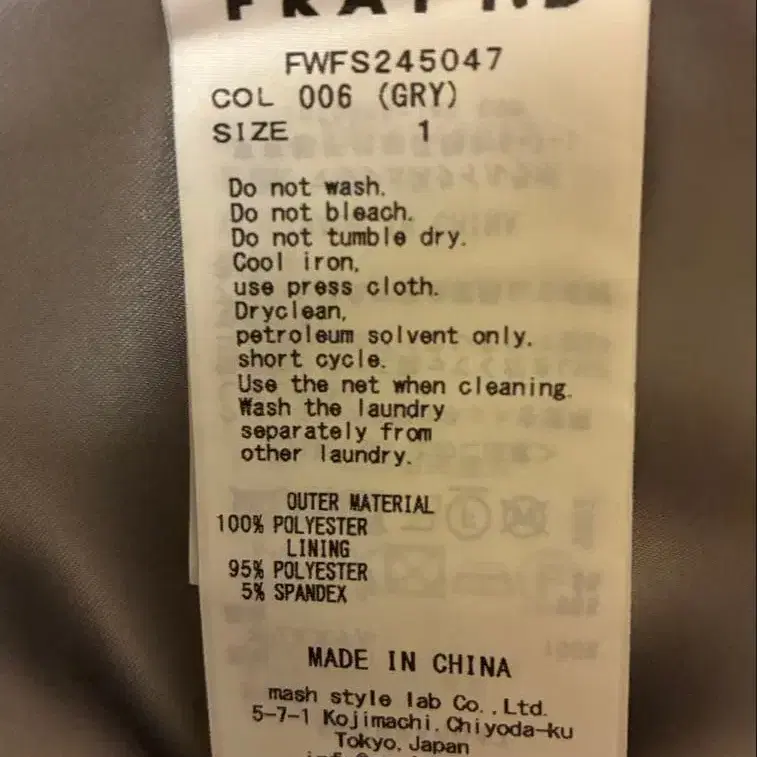 FWFS245047
COL 006 (GRY)
SIZE 1
Do not wash.
Do not bleach.
Do not tumble dry.
Cool iron,
use press cloth.
Dryclean,
petroleum solvent only.
short cycle.
Use the net when cleaning.
Wash the laundry
separately from
other laundry.
OUTER MATERIAL
100% POLYESTER
LINING
95% POLYESTER
5% SPANDEX
MADE IN CHINA
mash style lab Co.,Ltd.
5-7-1 Kojimachi, Chiyoda-ku
Tokyo, Japan